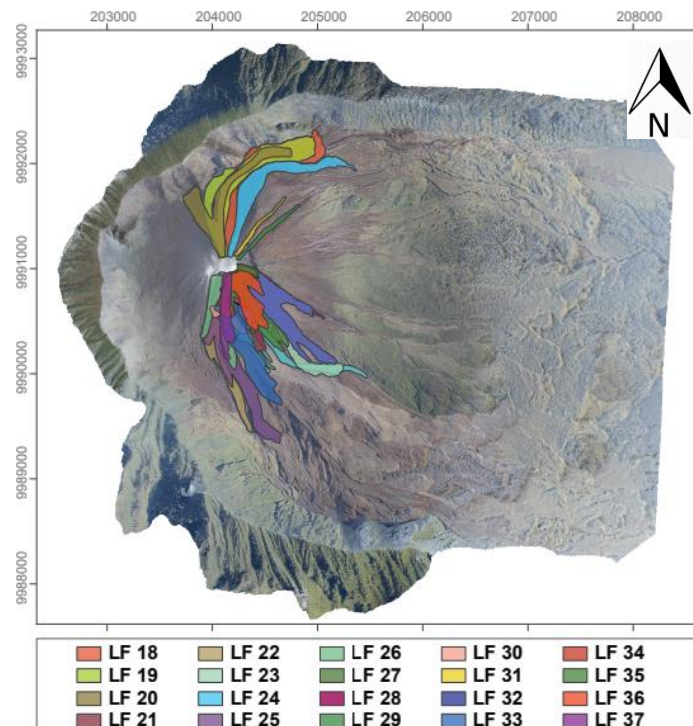 203000 204000 205000 206000 207000 208000
9993000
9992000
9991000
9990000
9989000
9988000
N
LF 18 LF 22 LF 26 LF 30 LF 34
LF 19 LF 23 LF 27 LF 31 LF 35
LF 20 LF 24 LF 28 LF 32 LF 36
LF 21 LF 25 LF 29 LF 33 LF 37